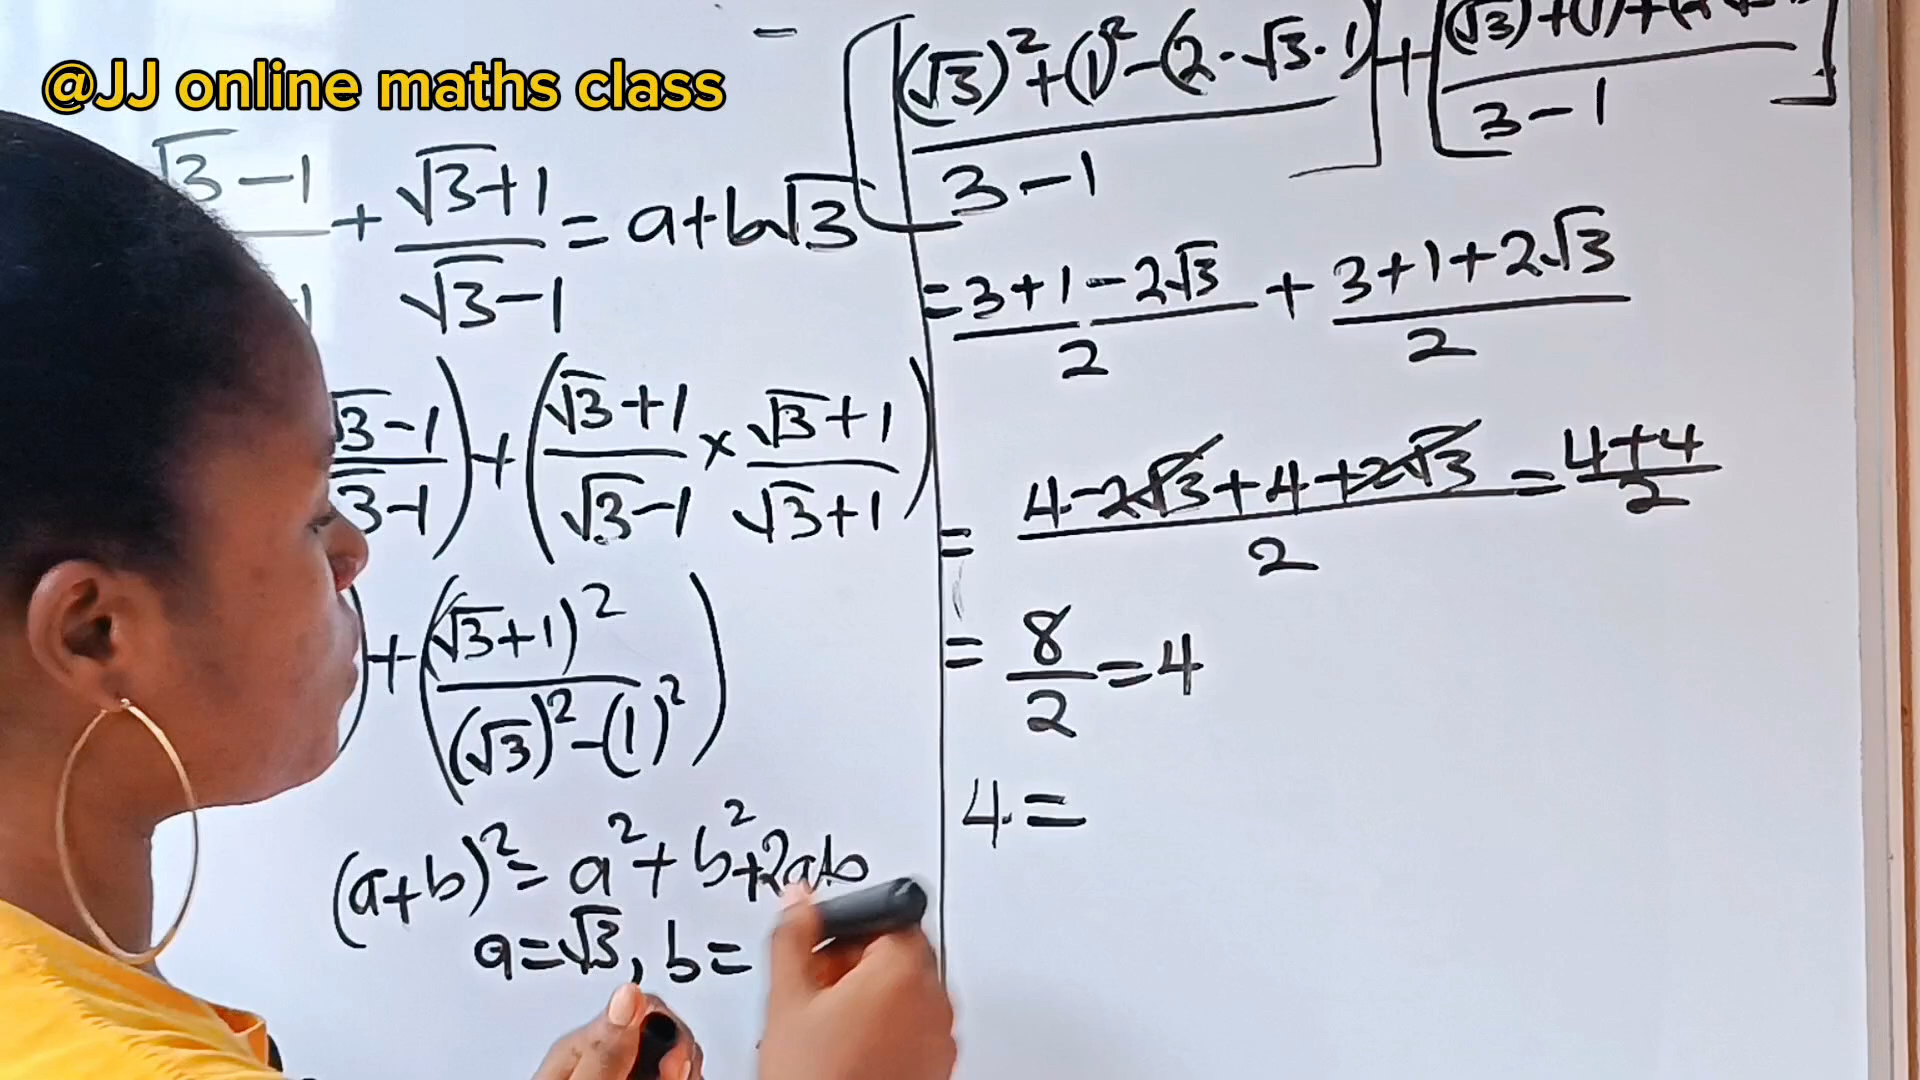 @JJ online maths class
√3-1/ + √3+1/√3-1 = a+b√3
√3-1/√3-1) + (√3+1/√3-1 × √3+1/√3+1)
) + ((√3+1)²/(√3)²-(1)²)
(a+b)² = a² + b²+2ab
a=√3, b=
[(√3)²+(1)²-(2·√3·1)/3-1] + [(√3)+(1)+(/3-1]
= 3+1-2√3/2 + 3+1+2√3/2
= 4-2√3+4+2√3/2 = 4+4/2
= 8/2 = 4
4 =